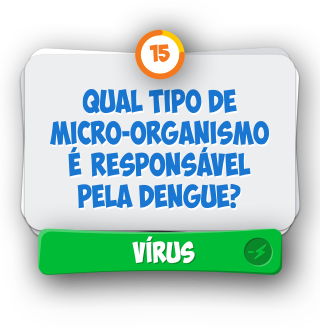 15
QUAL TIPO DE
MICRO-ORGANISMO
É RESPONSÁVEL
PELA DENGUE?
VÍRUS